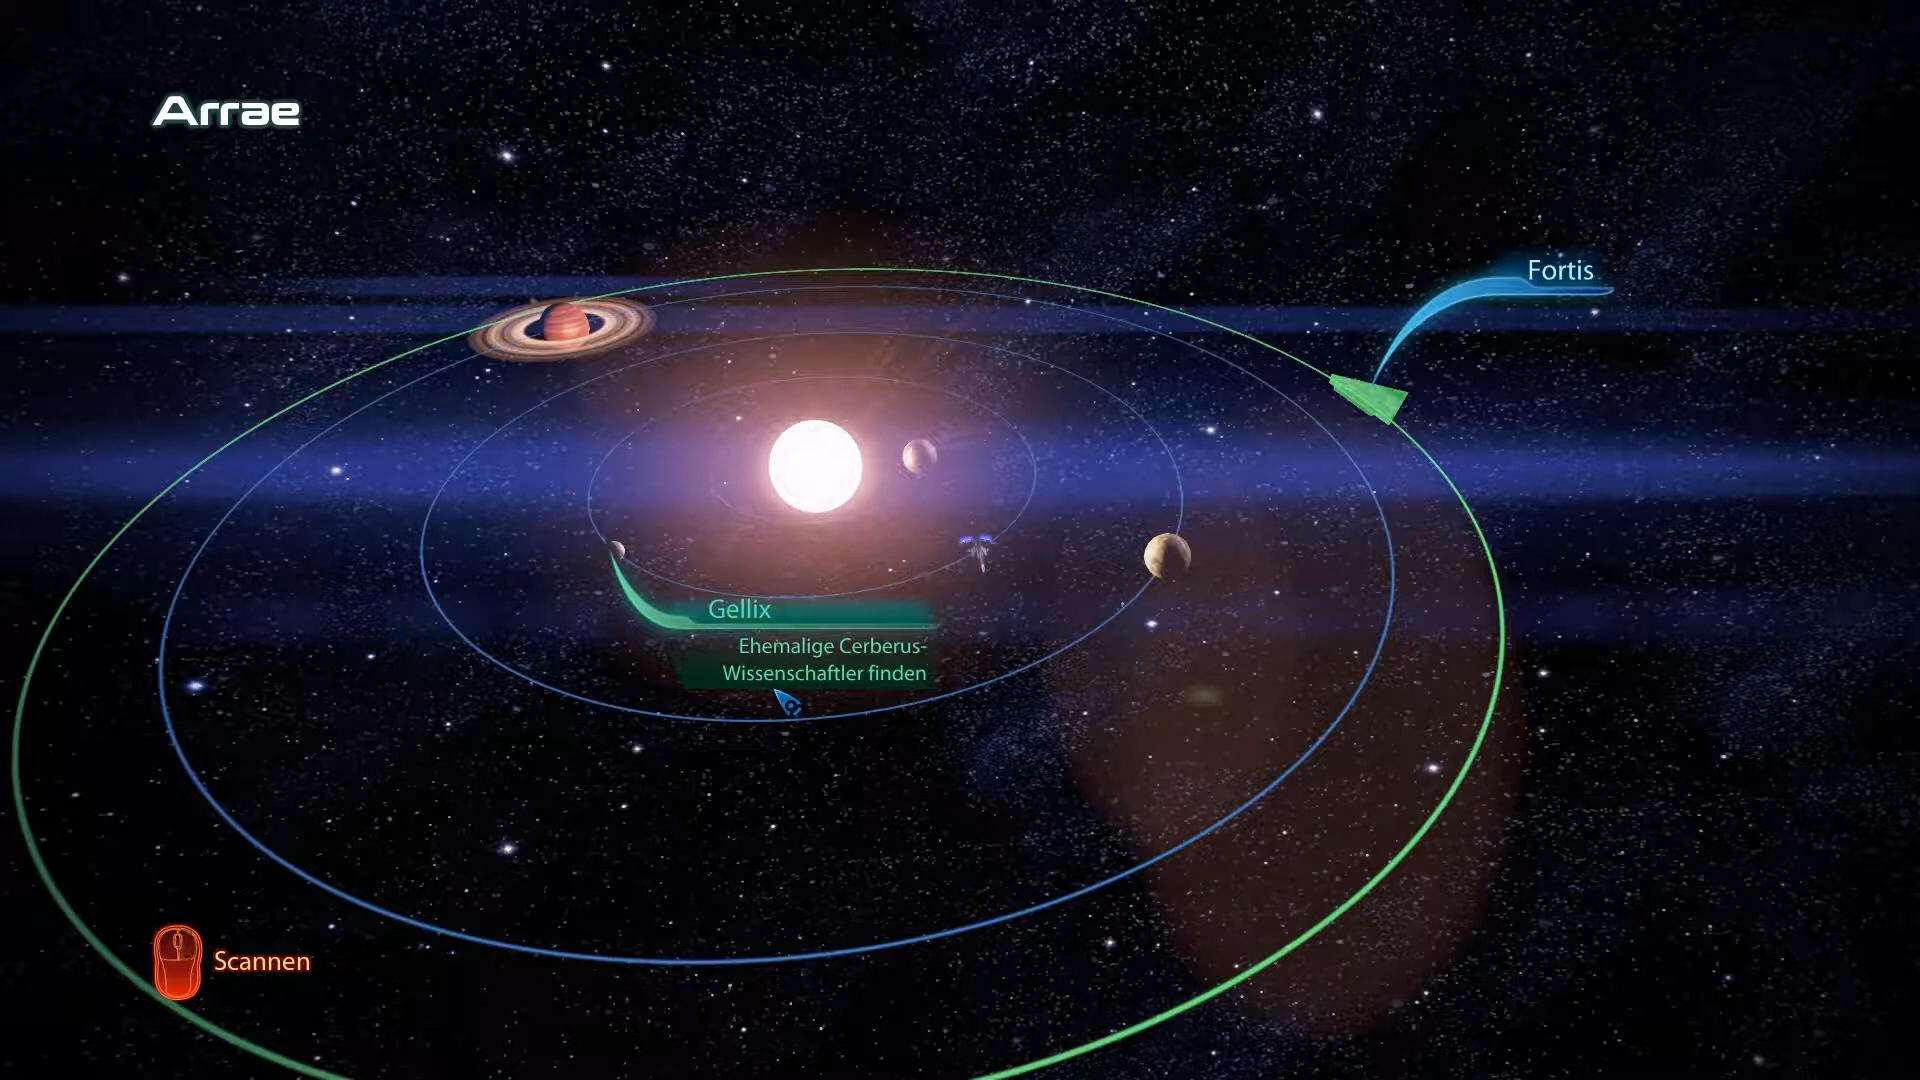 Arrae
Fortis
Gellix
Ehemalige Cerberus-
Wissenschaftler finden
Scannen